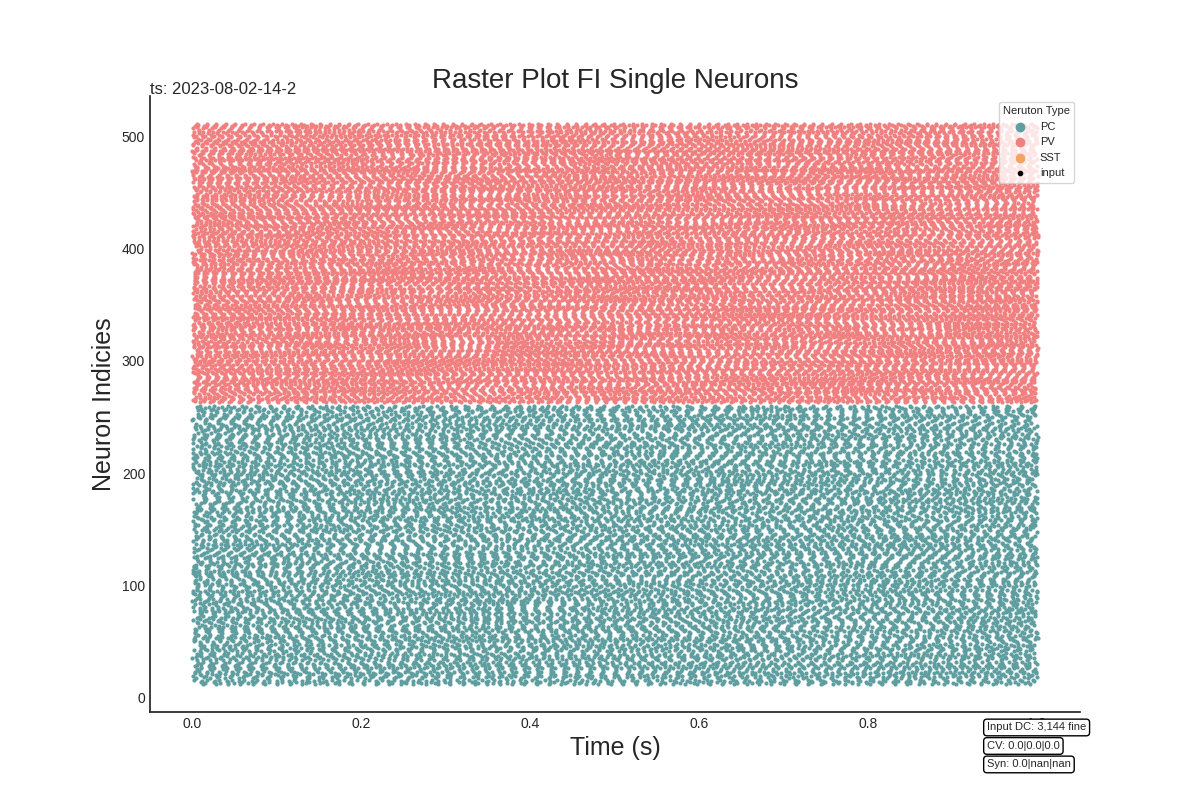 Raster Plot FI Single Neurons
ts: 2023-08-02-14-2
Neruton Type
PC
PV
SST
input
Neuron Indicies
500
400
300
200
100
0
0.0 0.2 0.4 0.6 0.8
Time (s)
Input DC: 3,144 fine
CV: 0.0|0.0|0.0
Syn: 0.0|nan|nan